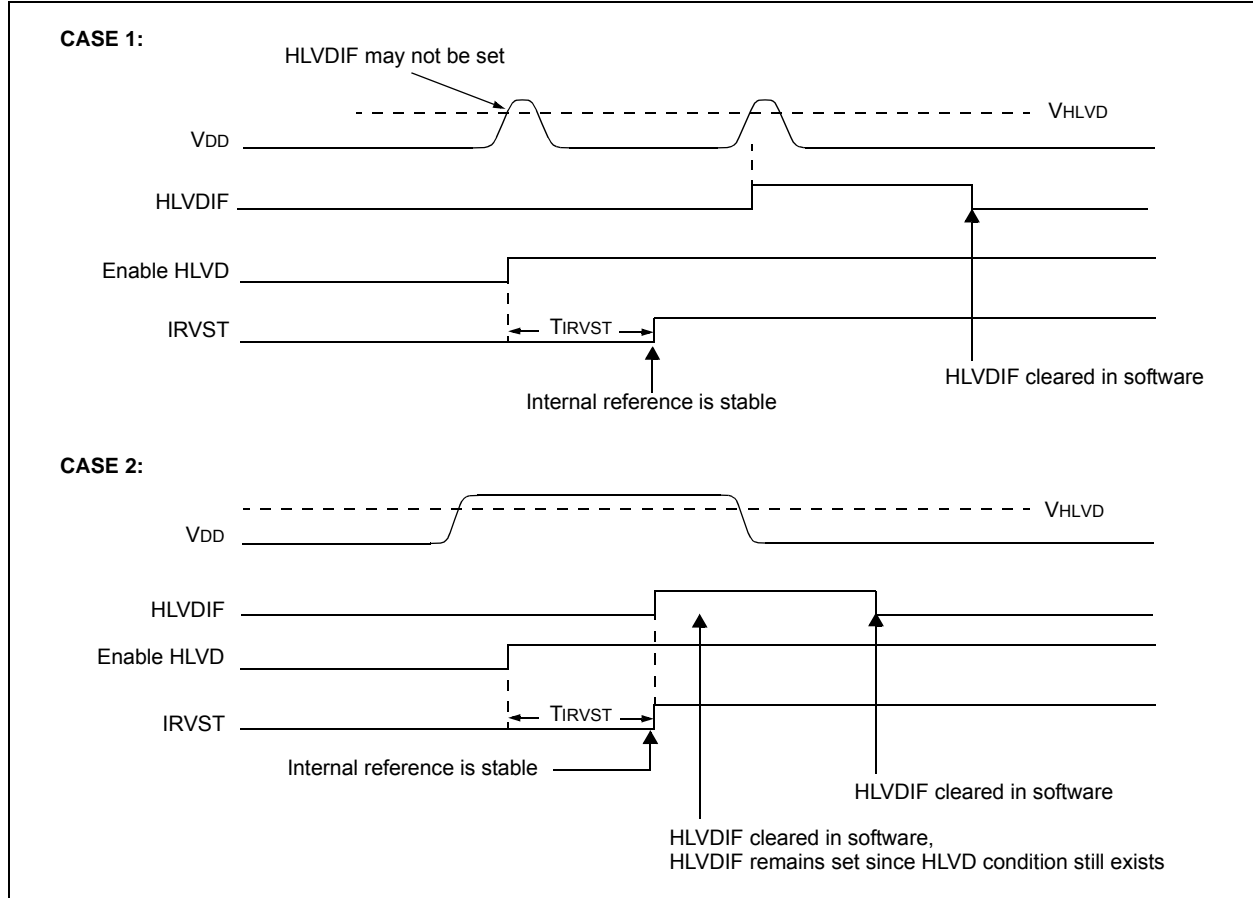 CASE 1:
HLVDIF may not be set
VHLVD
VDD
HLVDIF
Enable HLVD
TIRVST
IRVST
HLVDIF cleared in software
Internal reference is stable
CASE 2:
VHLVD
VDD
HLVDIF
Enable HLVD
TIRVST
IRVST
Internal reference is stable
HLVDIF cleared in software
HLVDIF cleared in software,
HLVDIF remains set since HLVD condition still exists